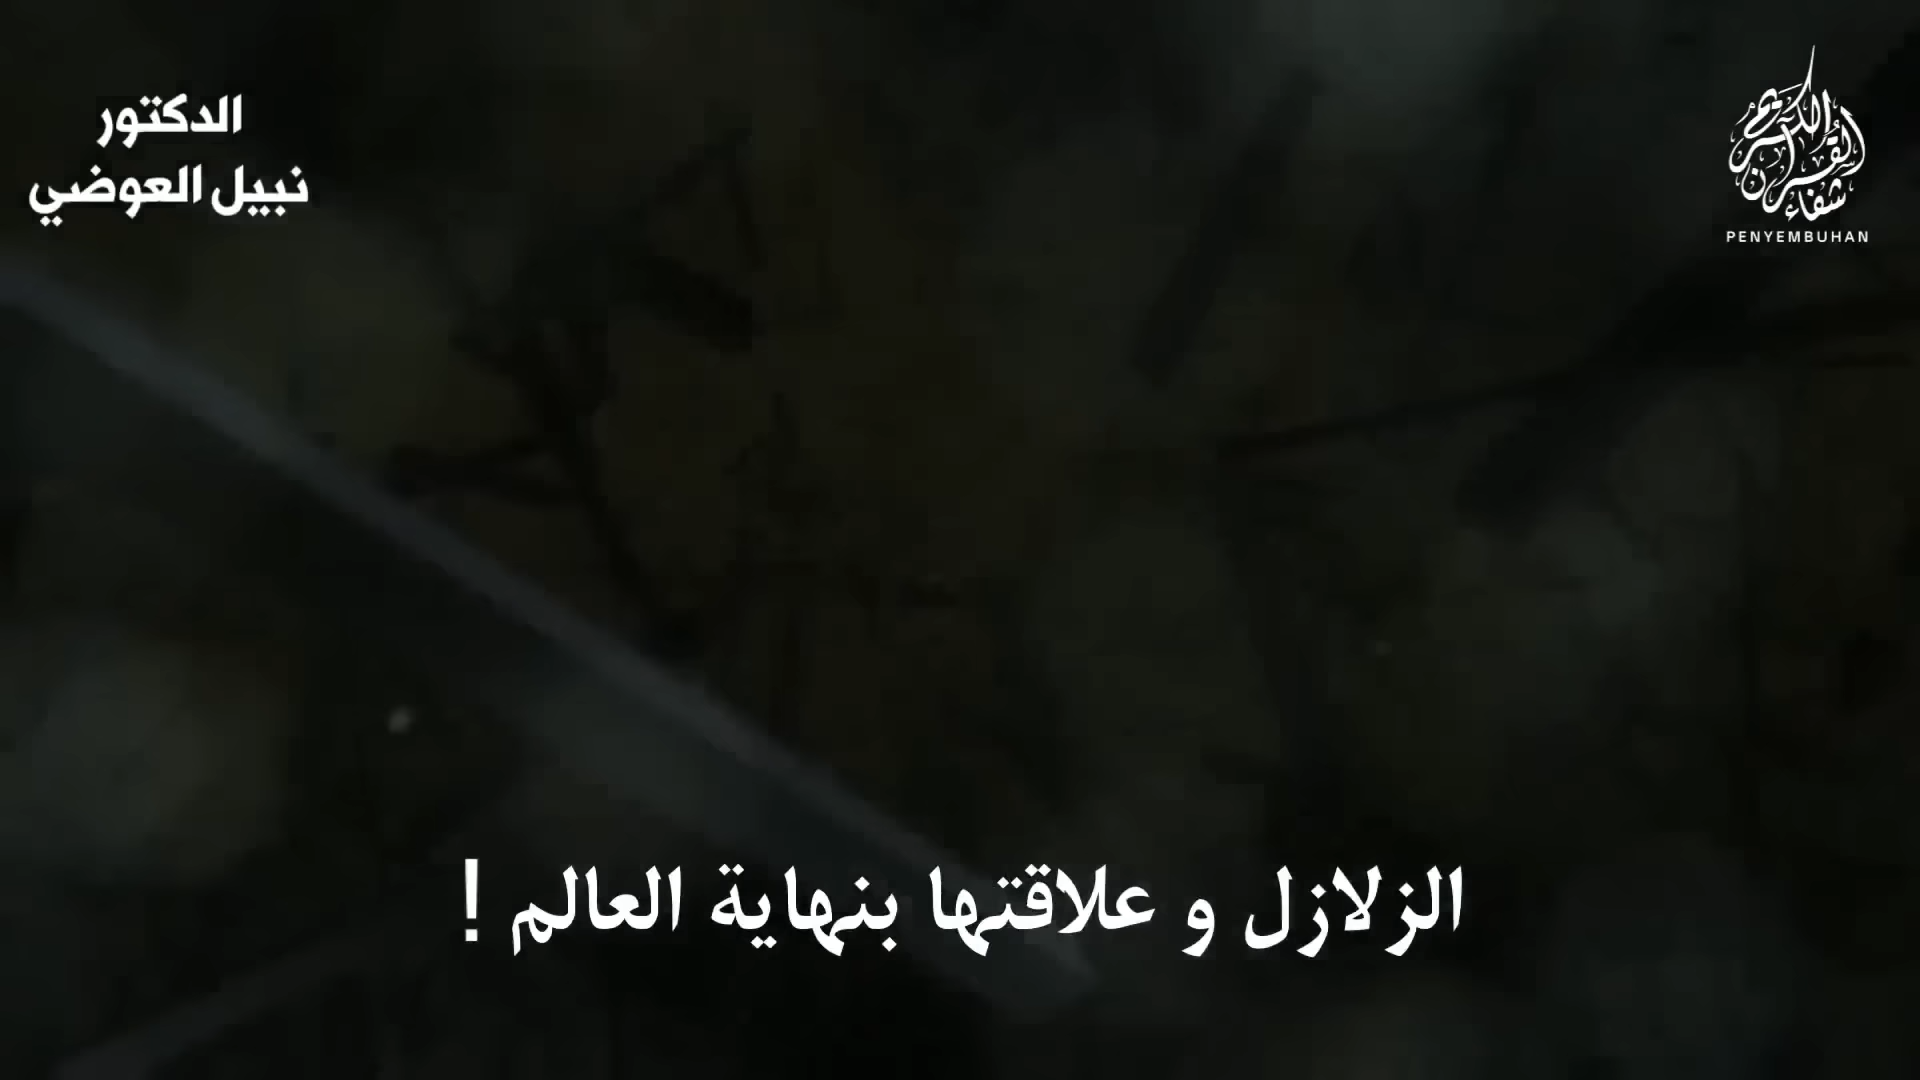 الدكتور
نبيل العوضي
القرآن الكريم
شفاء
PENYEMBUHAN
الزلازل و علاقتها بنهاية العالم !